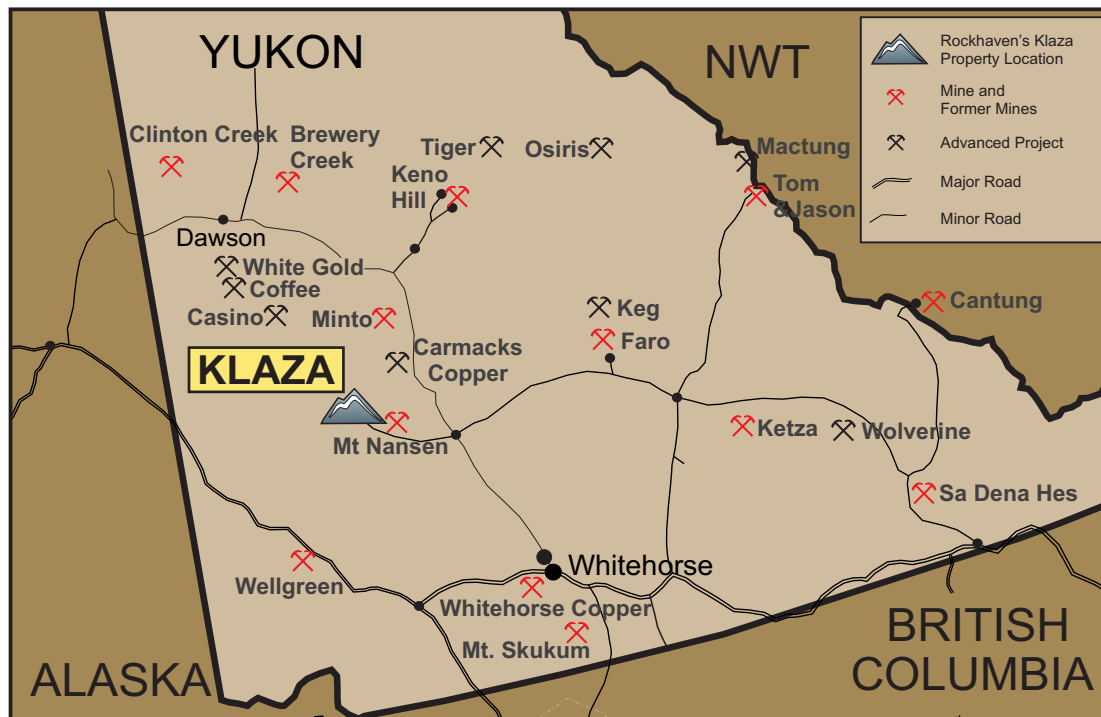 YUKON
NWT
Rockhaven's Klaza
Property Location
Mine and
Former Mines
Advanced Project
Major Road
Minor Road
Clinton Creek
Brewery
Creek
Tiger
Osiris
Mactung
Keno
Hill
Tom
&Jason
Dawson
White Gold
Coffee
Casino
Minto
Keg
Faro
Cantung
KLAZA
Carmacks
Copper
Mt Nansen
Ketza
Wolverine
Sa Dena Hes
Wellgreen
Whitehorse
Whitehorse Copper
Mt. Skukum
ALASKA
BRITISH
COLUMBIA